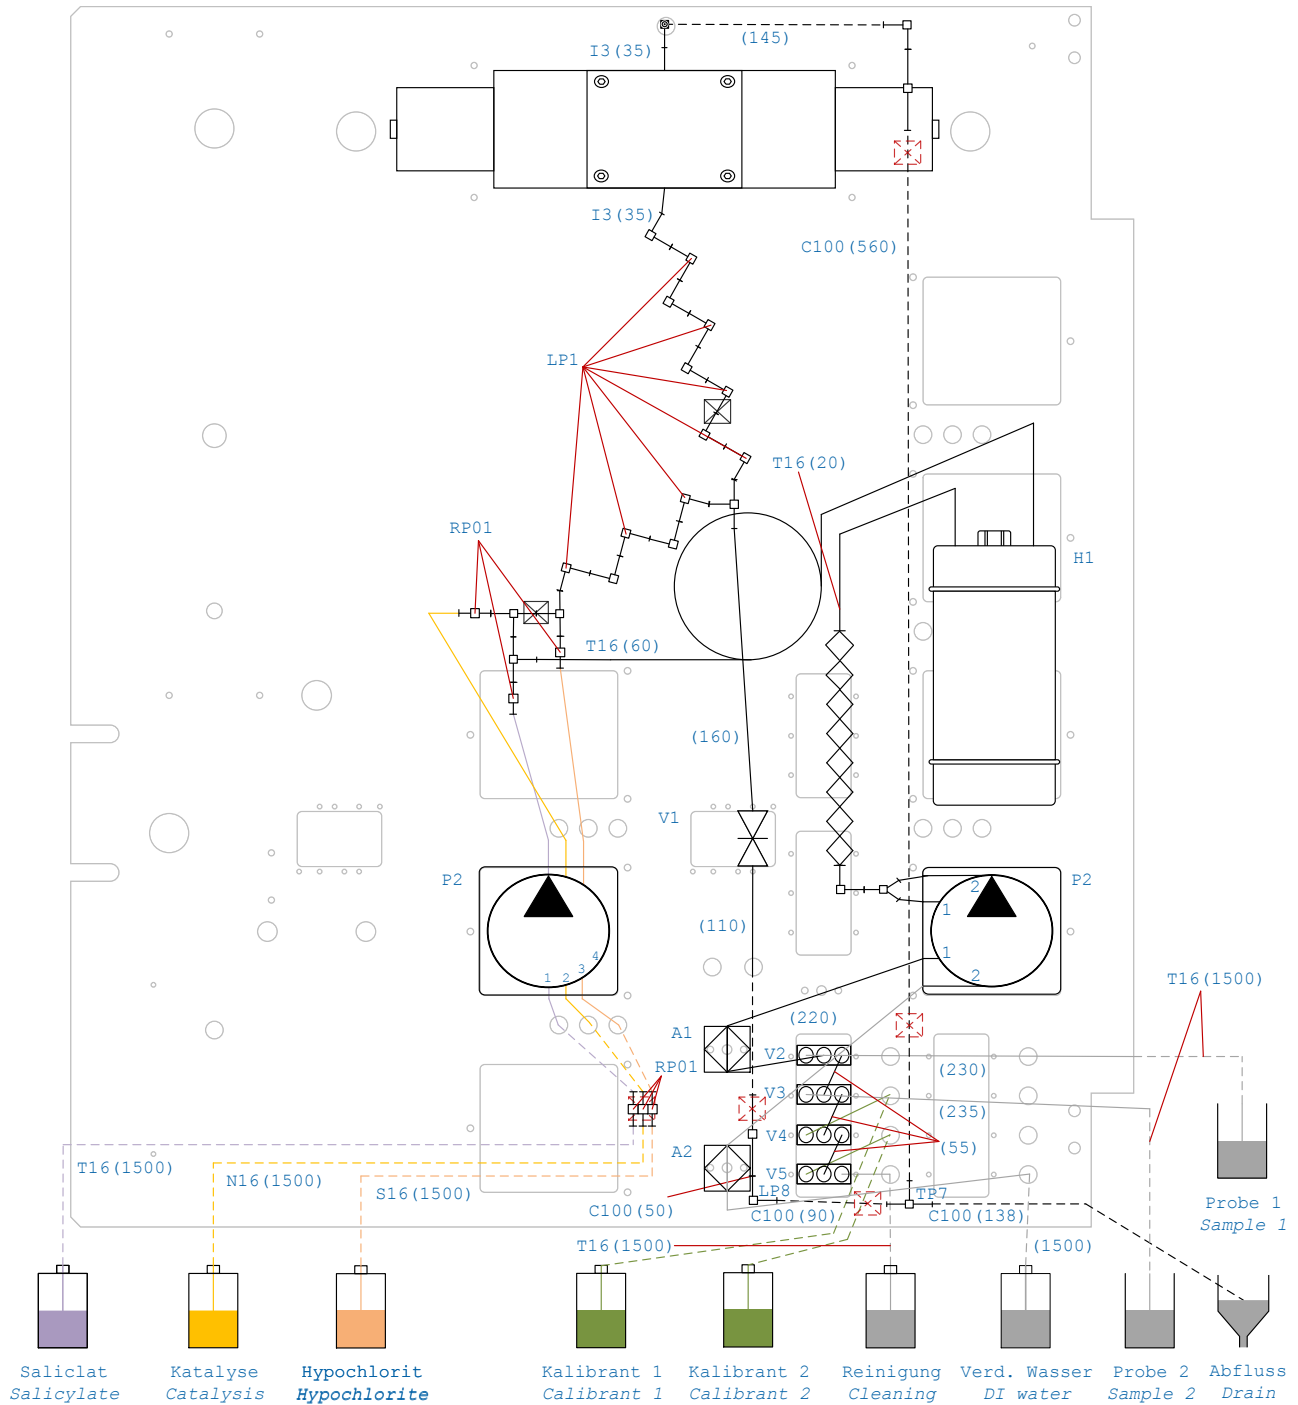 (145)
I3(35)
I3(35)
C100(560)
LP1
T16(20)
RP01
H1
T16(60)
(160)
V1
P2
P2
2
1
1
2
1
2
3
4
(110)
T16(1500)
(220)
A1
V2
RP01
(230)
V3
(235)
V4
A2
(55)
V5
T16(1500)
N16(1500)
S16(1500)
LP8
TP7
C100(50)
C100(90)
C100(138)
T16(1500)
(1500)
Probe 1
Sample 1
Saliclat
Salicylate
Katalyse
Catalysis
Hypochlorit
Hypochlorite
Kalibrant 1
Calibrant 1
Kalibrant 2
Calibrant 2
Reinigung
Cleaning
Verd. Wasser
DI water
Probe 2
Sample 2
Abfluss
Drain